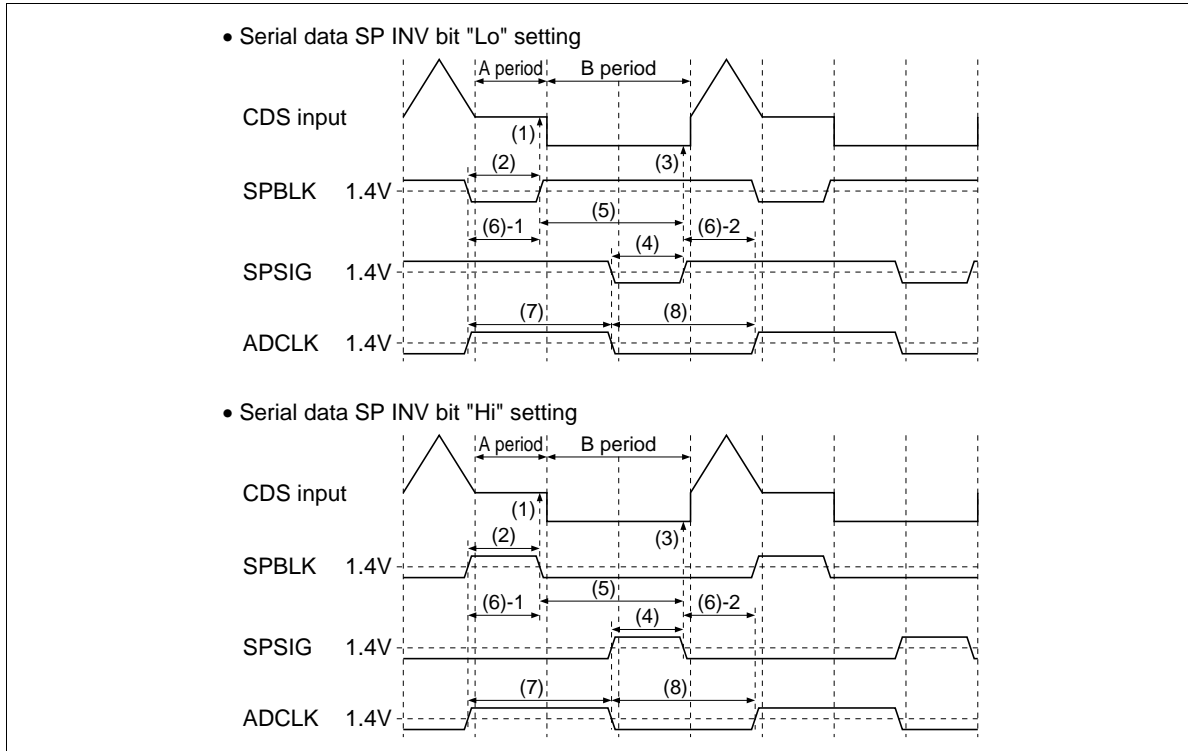 • Serial data SP INV bit "Lo" setting
A period B period
CDS input
(1)
(2)
(3)
SPBLK 1.4V
(5)
(6)-1 (6)-2
(4)
SPSIG 1.4V
(7) (8)
ADCLK 1.4V
• Serial data SP INV bit "Hi" setting
A period B period
CDS input
(1)
(2)
(3)
SPBLK 1.4V
(5)
(6)-1 (6)-2
(4)
SPSIG 1.4V
(7) (8)
ADCLK 1.4V